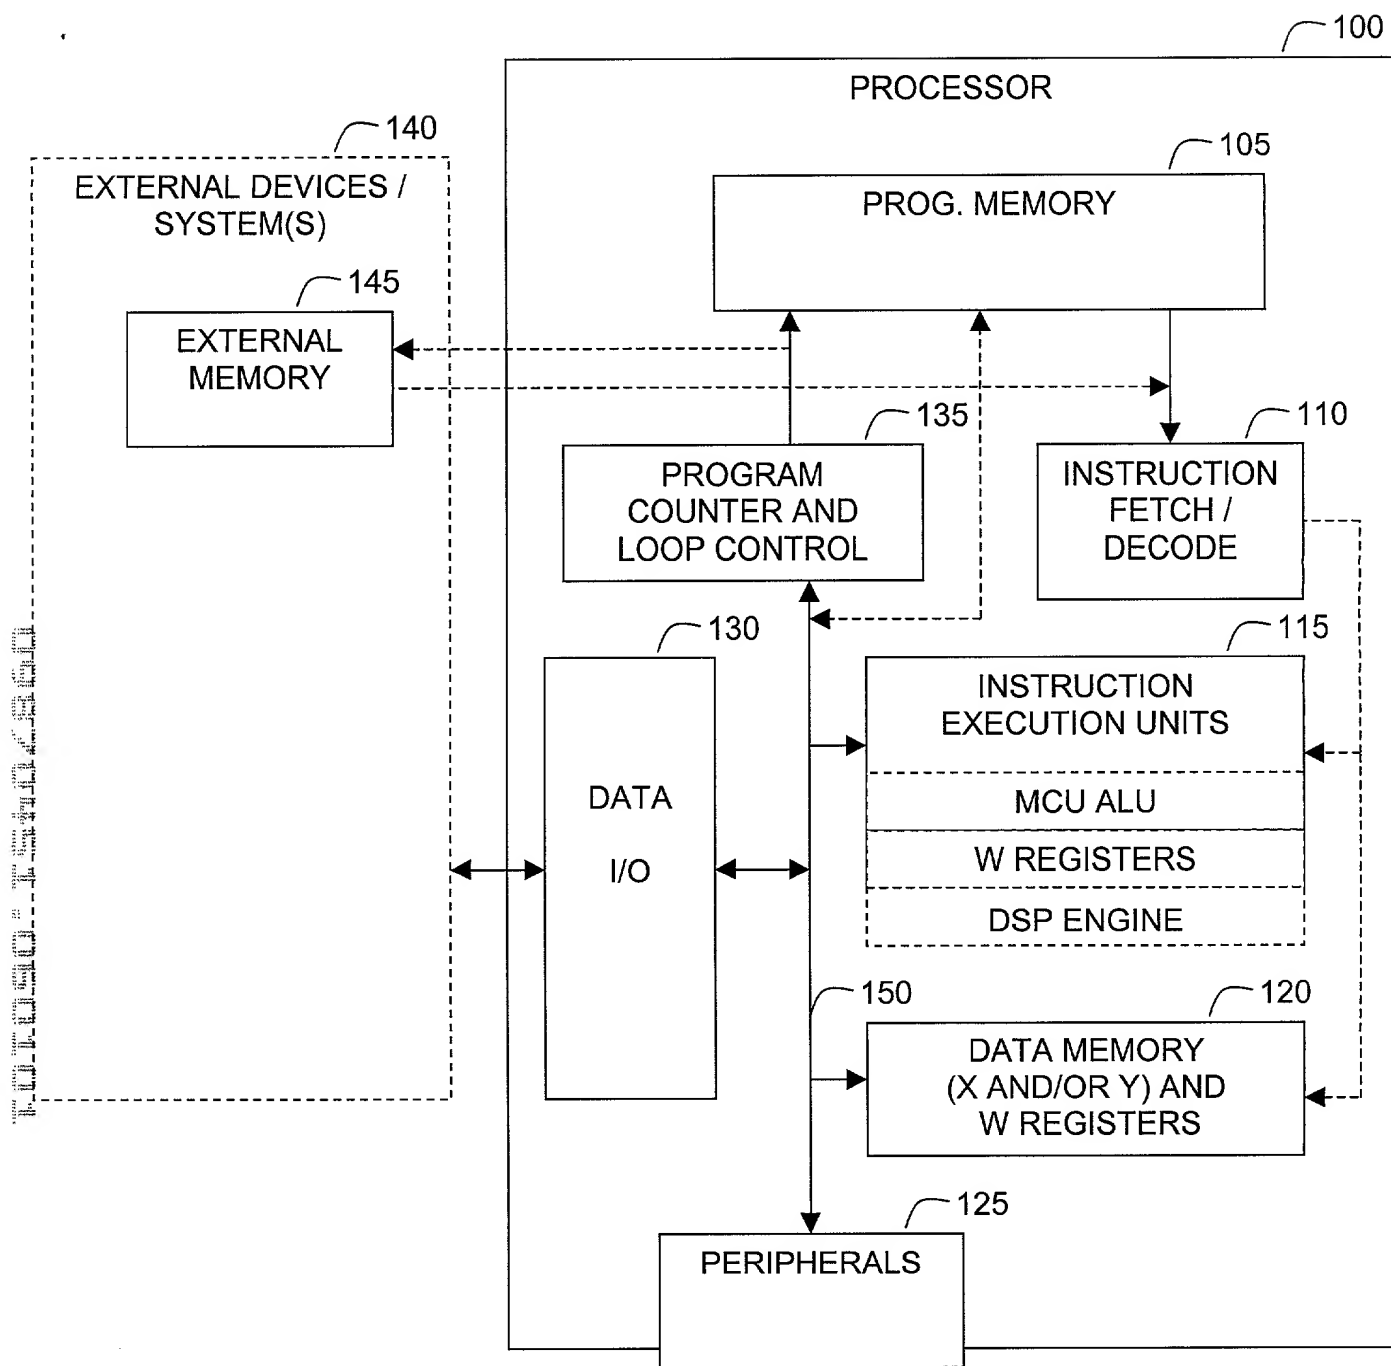 100
PROCESSOR
140
EXTERNAL DEVICES /
SYSTEM(S)
105
PROG. MEMORY
145
EXTERNAL
MEMORY
135
PROGRAM
COUNTER AND
LOOP CONTROL
110
INSTRUCTION
FETCH /
DECODE
130
DATA
I/O
115
INSTRUCTION
EXECUTION UNITS
MCU ALU
W REGISTERS
DSP ENGINE
150
120
DATA MEMORY
(X AND/OR Y) AND
W REGISTERS
125
PERIPHERALS